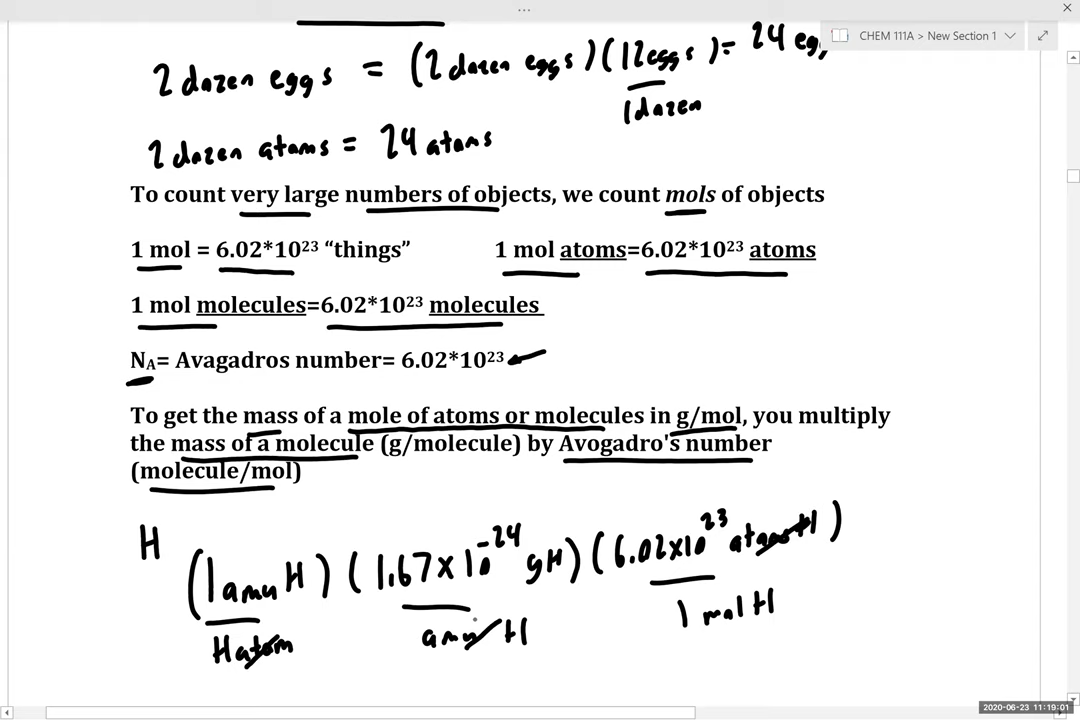 CHEM 111A > New Section 1
2 dozen eggs = (2 dozen eggs)(12 eggs)= 24 eg
1 dozen
2 dozen atoms = 24 atoms
To count very large numbers of objects, we count mols of objects
1 mol = 6.02*10²³ “things” 1 mol atoms=6.02*10²³ atoms
1 mol molecules=6.02*10²³ molecules
Nᴀ= Avagadros number= 6.02*10²³
To get the mass of a mole of atoms or molecules in g/mol, you multiply
the mass of a molecule (g/molecule) by Avogadro's number
(molecule/mol)
H (1 amu H) (1.67 x 10⁻²⁴ g H) (6.02 x 10²³ atoms H)
H atom amu H 1 mol H
2020-06-23 11:19:01